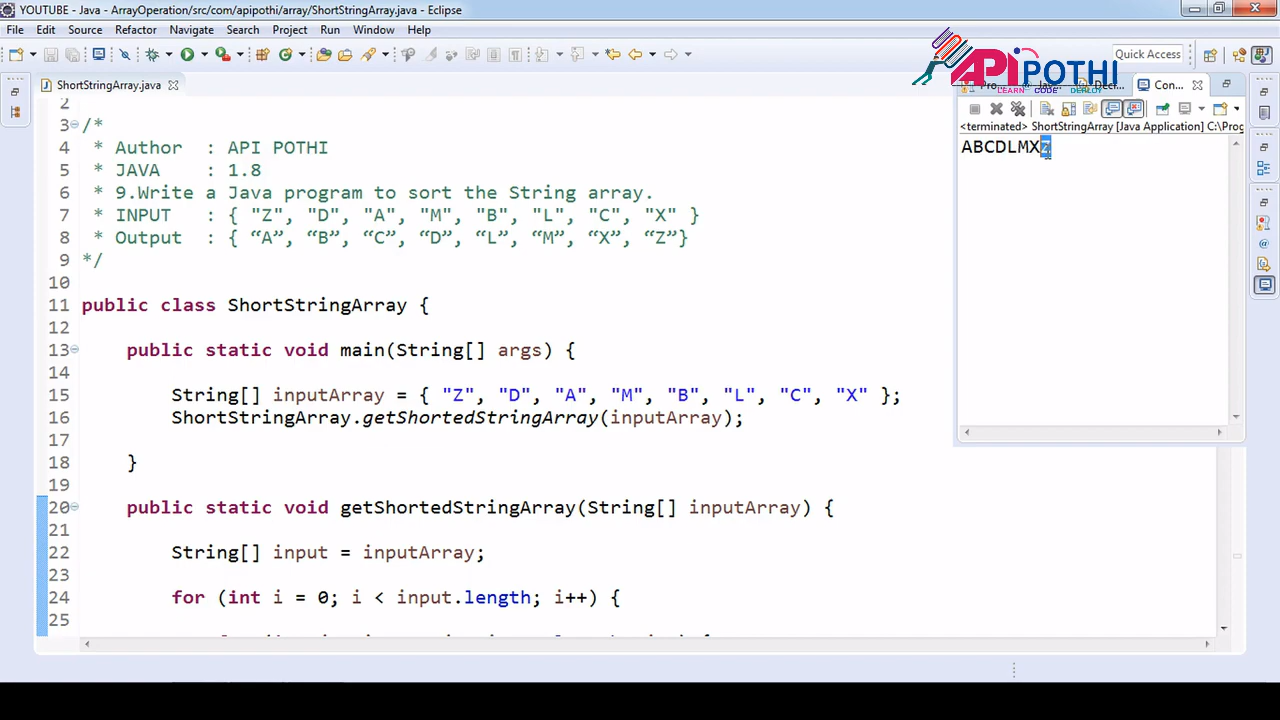 YOUTUBE - Java - ArrayOperation/src/com/apipothi/array/ShortStringArray.java - Eclipse
File Edit Source Refactor Navigate Search Project Run Window Help
Quick Access
API POTHI
LEARN CODE DEPLOY
ShortStringArray.java
Con...
<terminated> ShortStringArray [Java Application] C:\Prog
ABCDLMXZ
2
3 /*
4 * Author : API POTHI
5 * JAVA : 1.8
6 * 9.Write a Java program to sort the String array.
7 * INPUT : { "Z", "D", "A", "M", "B", "L", "C", "X" }
8 * Output : { “A”, “B”, “C”, “D”, “L”, “M”, “X”, “Z”}
9 */
10
11 public class ShortStringArray {
12
13 public static void main(String[] args) {
14
15 String[] inputArray = { "Z", "D", "A", "M", "B", "L", "C", "X" };
16 ShortStringArray.getShortedStringArray(inputArray);
17
18 }
19
20 public static void getShortedStringArray(String[] inputArray) {
21
22 String[] input = inputArray;
23
24 for (int i = 0; i < input.length; i++) {
25